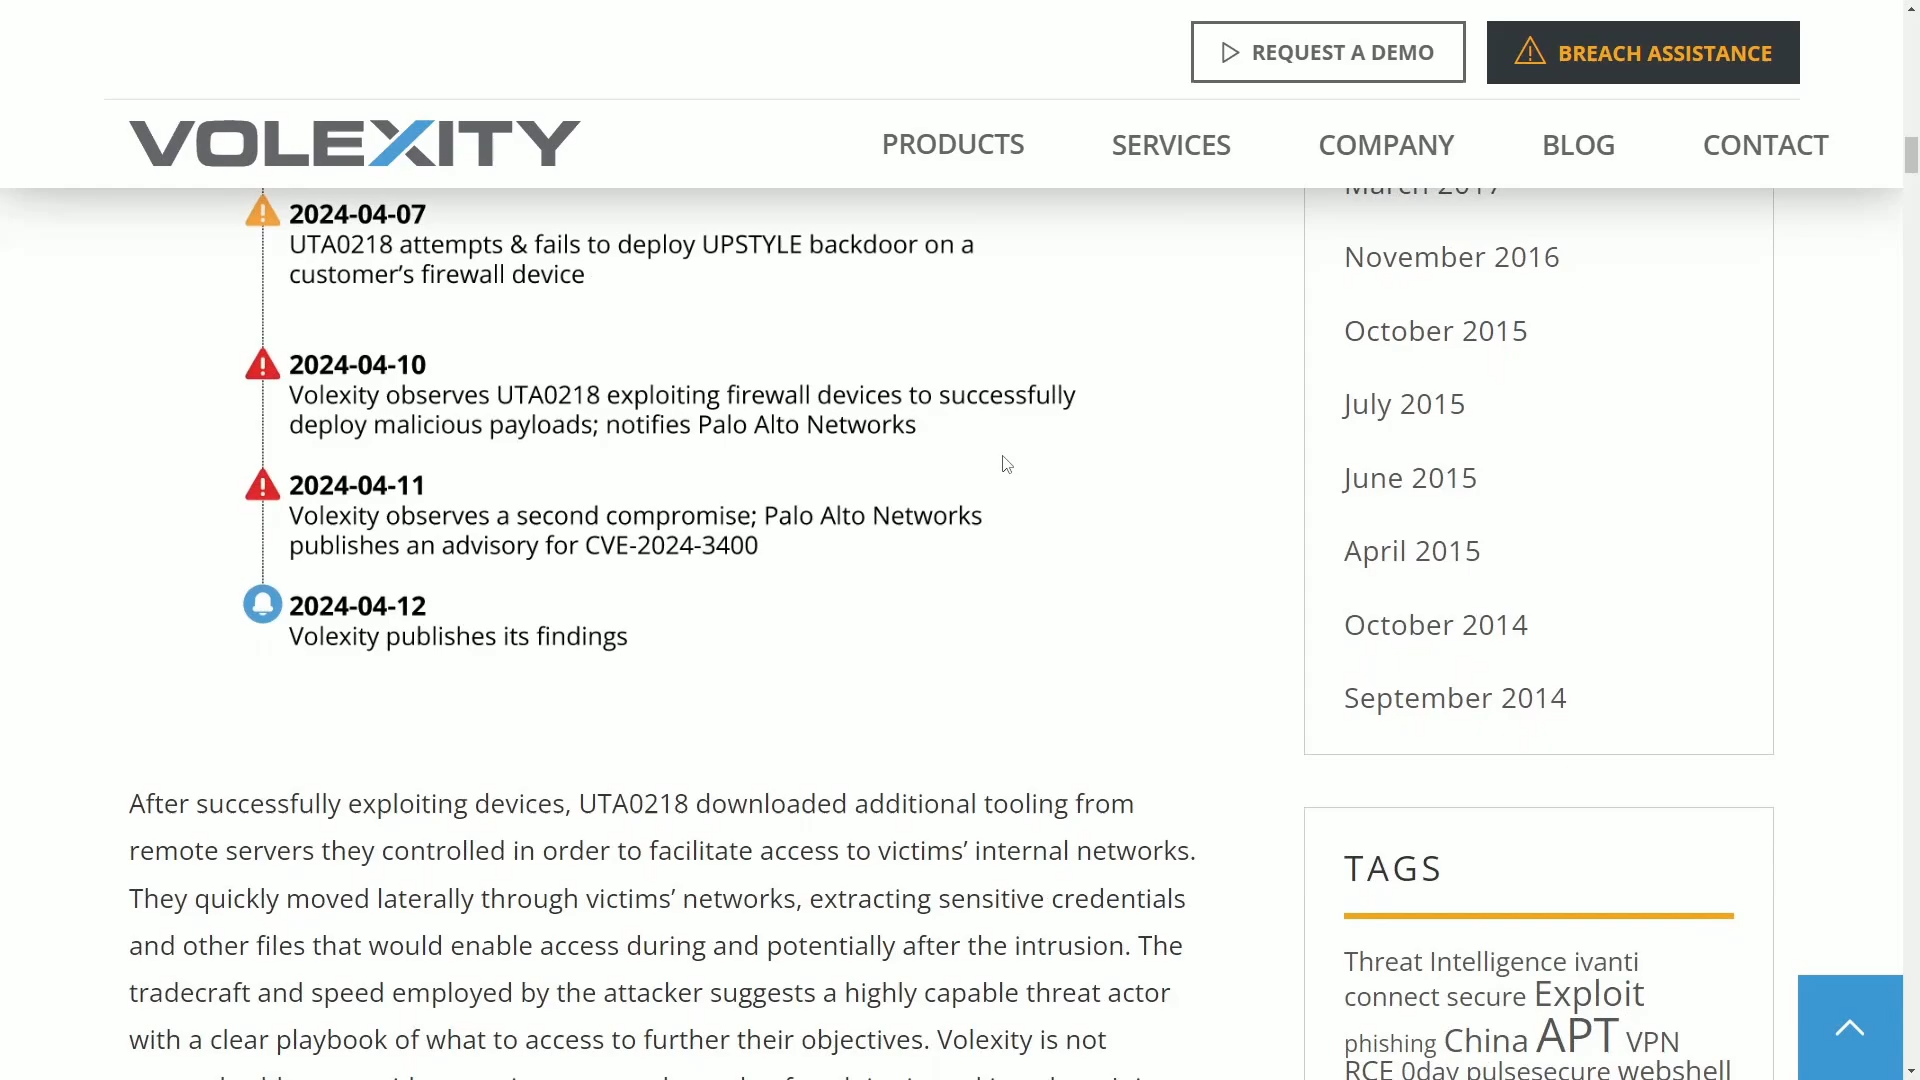 REQUEST A DEMO
BREACH ASSISTANCE
VOLEXITY
PRODUCTS
SERVICES
COMPANY
BLOG
CONTACT
2024-04-07
UTA0218 attempts & fails to deploy UPSTYLE backdoor on a
customer's firewall device
2024-04-10
Volexity observes UTA0218 exploiting firewall devices to successfully
deploy malicious payloads; notifies Palo Alto Networks
2024-04-11
Volexity observes a second compromise; Palo Alto Networks
publishes an advisory for CVE-2024-3400
2024-04-12
Volexity publishes its findings
After successfully exploiting devices, UTA0218 downloaded additional tooling from
remote servers they controlled in order to facilitate access to victims' internal networks.
They quickly moved laterally through victims' networks, extracting sensitive credentials
and other files that would enable access during and potentially after the intrusion. The
tradecraft and speed employed by the attacker suggests a highly capable threat actor
with a clear playbook of what to access to further their objectives. Volexity is not
March 2017
November 2016
October 2015
July 2015
June 2015
April 2015
October 2014
September 2014
TAGS
Threat Intelligence ivanti
connect secure Exploit
phishing China APT VPN
RCE 0day pulsesecure webshell